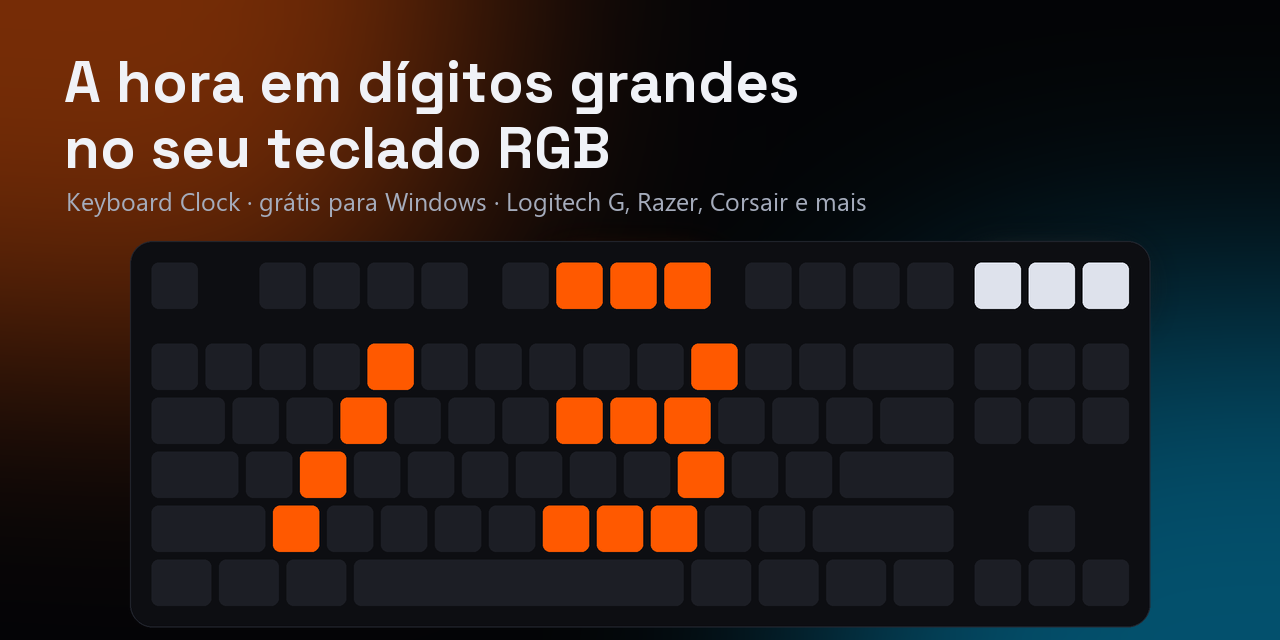 A hora em dígitos grandes
no seu teclado RGB
Keyboard Clock · grátis para Windows · Logitech G, Razer, Corsair e mais